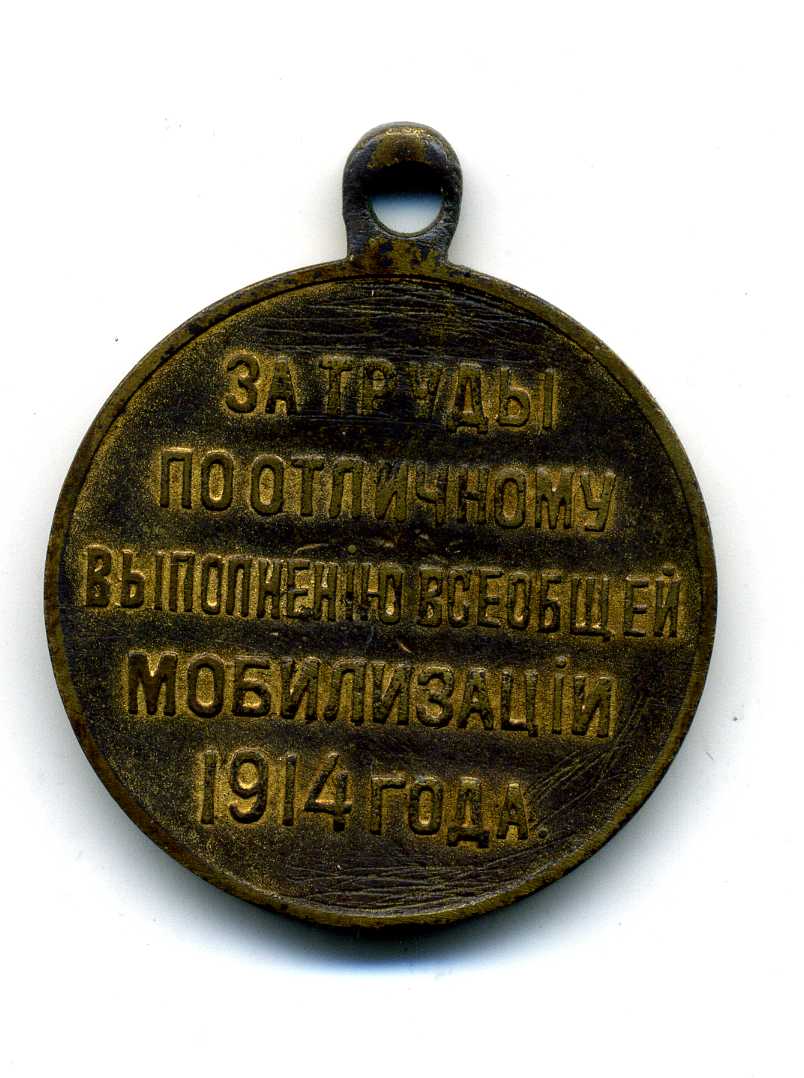 ЗА ТРУДЫ
ПО ОТЛИЧНОМУ
ВЫПОЛНЕНІЮ ВСЕОБЩЕЙ
МОБИЛИЗАЦІИ
1914 ГОДА.